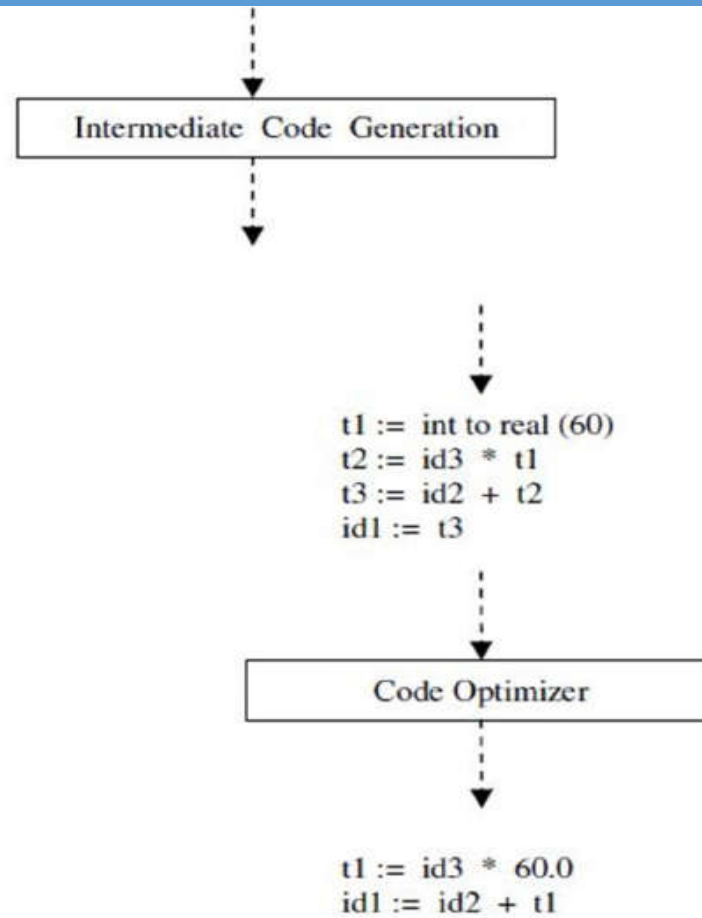 Intermediate Code Generation
t1 := int to real (60)
t2 := id3 * t1
t3 := id2 + t2
id1 := t3
Code Optimizer
t1 := id3 * 60.0
id1 := id2 + t1